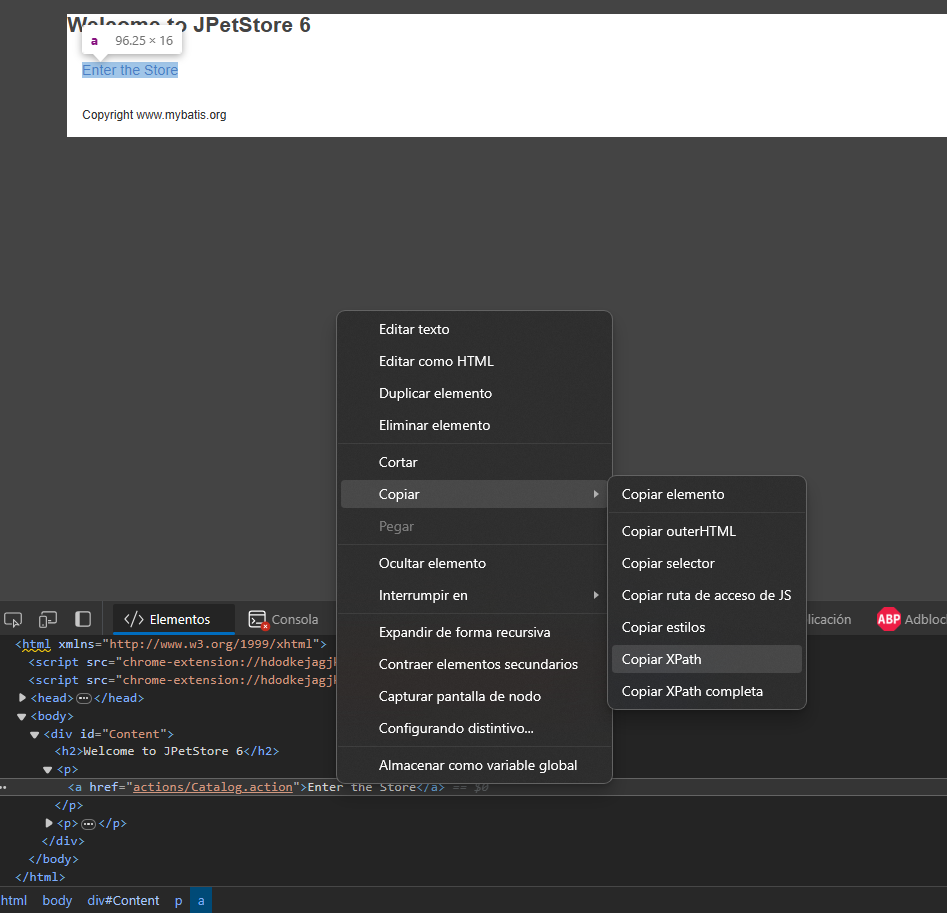 Welcome to JPetStore 6
a 96.25 × 16
Enter the Store
Copyright www.mybatis.org
Editar texto
Editar como HTML
Duplicar elemento
Eliminar elemento
Cortar
Copiar
Pegar
Ocultar elemento
Interrumpir en
Expandir de forma recursiva
Contraer elementos secundarios
Capturar pantalla de nodo
Configurando distintivo...
Almacenar como variable global
Copiar elemento
Copiar outerHTML
Copiar selector
Copiar ruta de acceso de JS
Copiar estilos
Copiar XPath
Copiar XPath completa
Elementos Consola licación ABP Adbloc
<html xmlns="http://www.w3.org/1999/xhtml">
<script src="chrome-extension://hdodkejagjl
<script src="chrome-extension://hdodkejagjl
<head>…</head>
<body>
<div id="Content">
<h2>Welcome to JPetStore 6</h2>
<p>
<a href="actions/Catalog.action">Enter the Store</a> == $0
</p>
<p>…</p>
</div>
</body>
</html>
html body div#Content p a